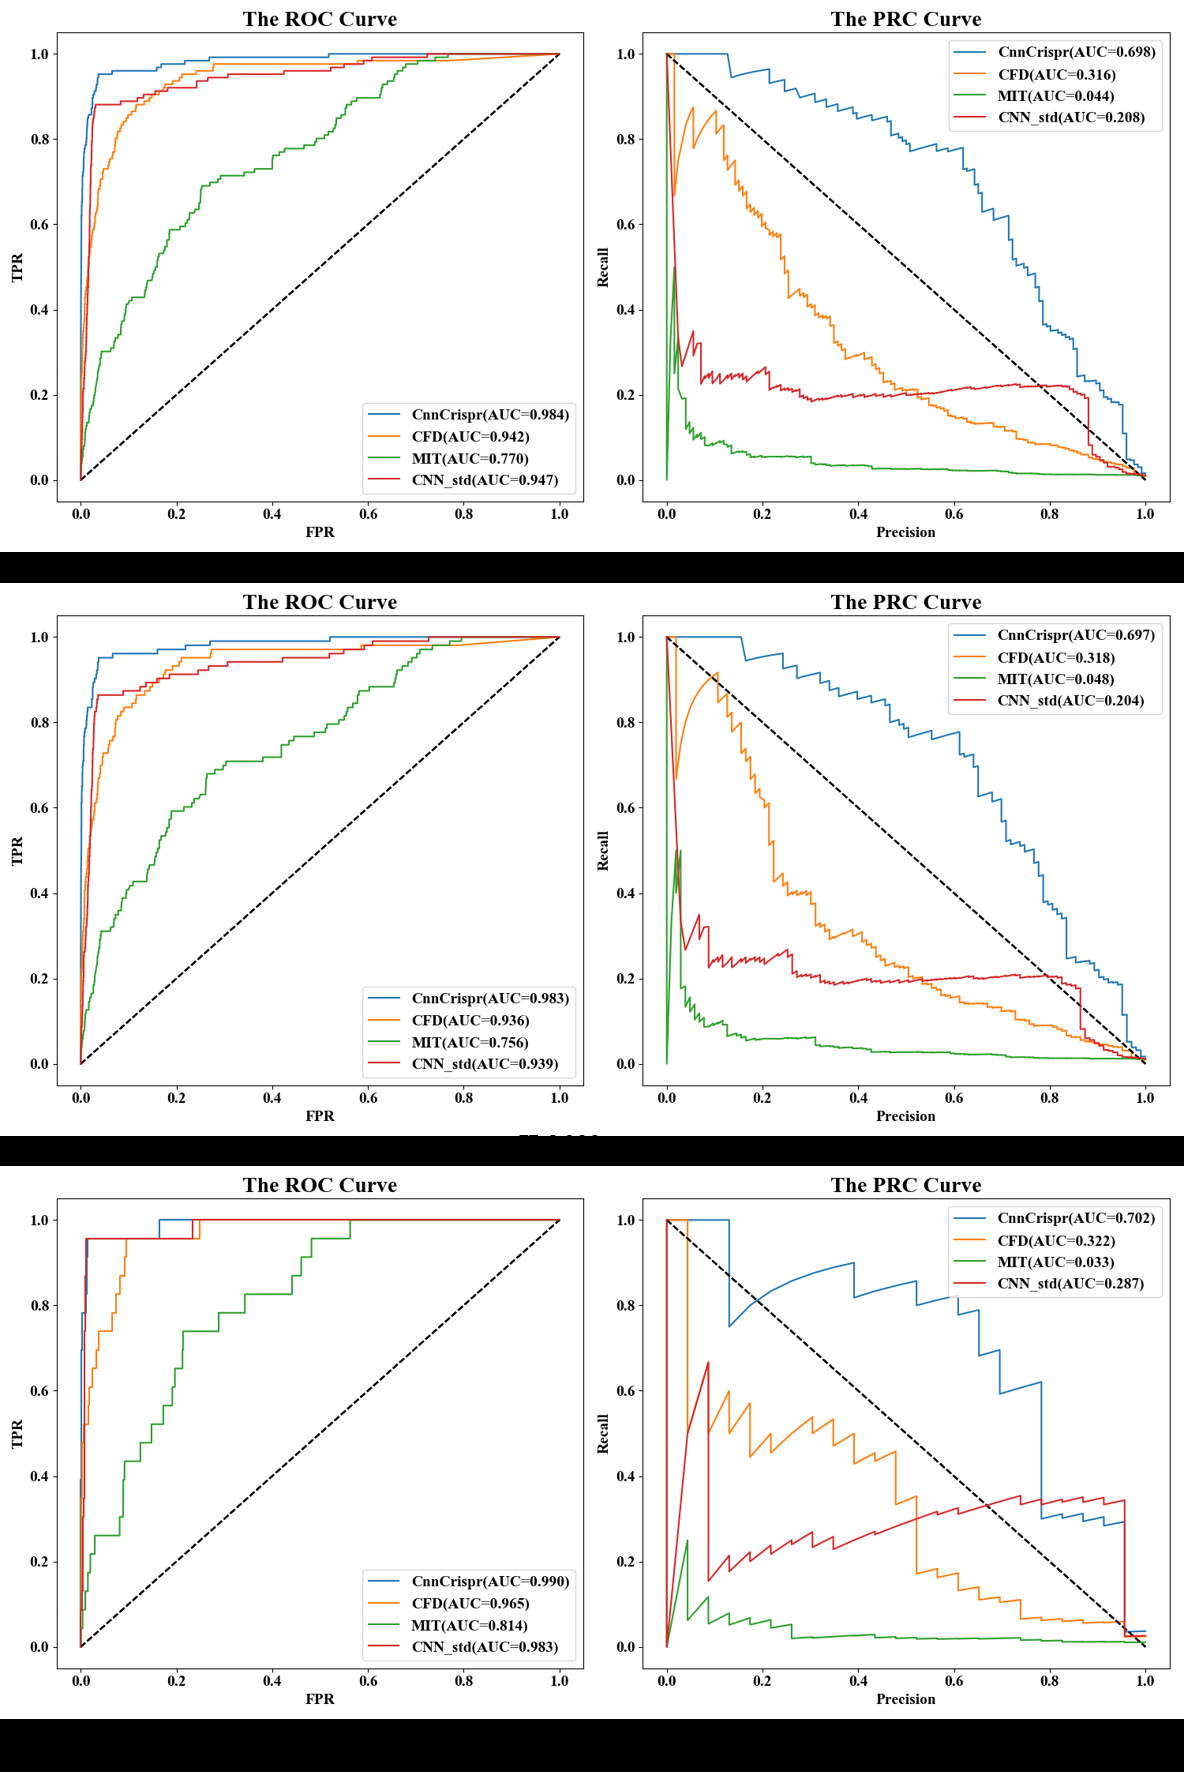 The ROC Curve
1.0
0.8
0.6
0.4
0.2
0.0
TPR
0.0 0.2 0.4 0.6 0.8 1.0
FPR
CnnCrispr(AUC=0.984)
CFD(AUC=0.942)
MIT(AUC=0.770)
CNN_std(AUC=0.947)
The PRC Curve
1.0
0.8
0.6
0.4
0.2
0.0
Recall
0.0 0.2 0.4 0.6 0.8 1.0
Precision
CnnCrispr(AUC=0.698)
CFD(AUC=0.316)
MIT(AUC=0.044)
CNN_std(AUC=0.208)
The ROC Curve
1.0
0.8
0.6
0.4
0.2
0.0
TPR
0.0 0.2 0.4 0.6 0.8 1.0
FPR
CnnCrispr(AUC=0.983)
CFD(AUC=0.936)
MIT(AUC=0.756)
CNN_std(AUC=0.939)
The PRC Curve
1.0
0.8
0.6
0.4
0.2
0.0
Recall
0.0 0.2 0.4 0.6 0.8 1.0
Precision
CnnCrispr(AUC=0.697)
CFD(AUC=0.318)
MIT(AUC=0.048)
CNN_std(AUC=0.204)
The ROC Curve
1.0
0.8
0.6
0.4
0.2
0.0
TPR
0.0 0.2 0.4 0.6 0.8 1.0
FPR
CnnCrispr(AUC=0.990)
CFD(AUC=0.965)
MIT(AUC=0.814)
CNN_std(AUC=0.983)
The PRC Curve
1.0
0.8
0.6
0.4
0.2
0.0
Recall
0.0 0.2 0.4 0.6 0.8 1.0
Precision
CnnCrispr(AUC=0.702)
CFD(AUC=0.322)
MIT(AUC=0.033)
CNN_std(AUC=0.287)